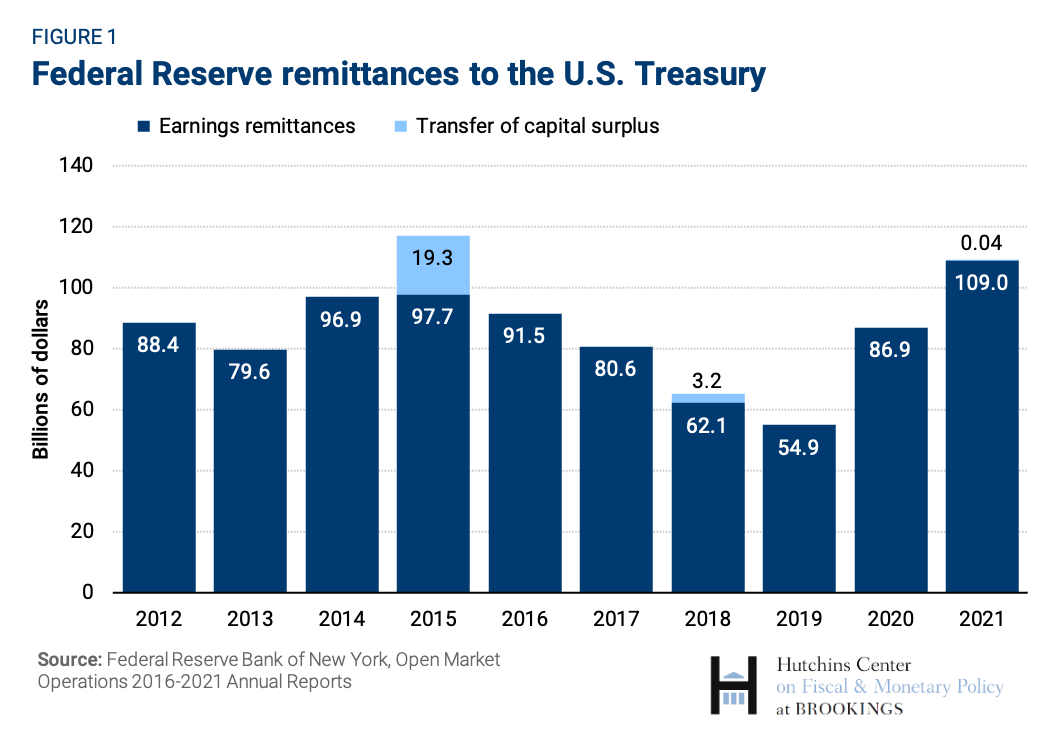 FIGURE 1
Federal Reserve remittances to the U.S. Treasury
Earnings remittances
Transfer of capital surplus
Billions of dollars
140
120
100
80
60
40
20
0
88.4
79.6
96.9
19.3
97.7
91.5
80.6
3.2
62.1
54.9
86.9
0.04
109.0
2012 2013 2014 2015 2016 2017 2018 2019 2020 2021
Source: Federal Reserve Bank of New York, Open Market
Operations 2016-2021 Annual Reports
Hutchins Center
on Fiscal & Monetary Policy
at BROOKINGS